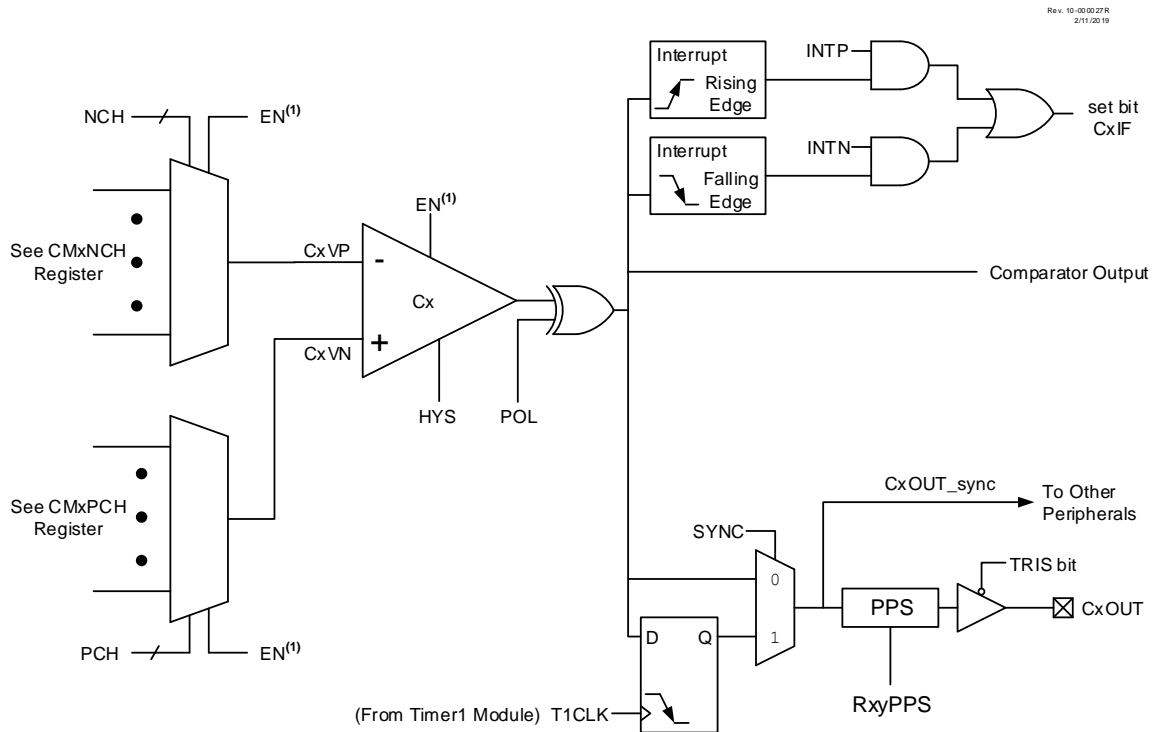 Rev. 10-000027R
2/11/2019
NCH
EN(1)
See CMxNCH
Register
CxVP
-
EN(1)
Cx
+
CxVN
HYS
POL
Interrupt
Rising
Edge
INTP
Interrupt
Falling
Edge
INTN
set bit
CxIF
Comparator Output
See CMxPCH
Register
PCH
EN(1)
CxOUT_sync
To Other
Peripherals
SYNC
0
1
TRIS bit
PPS
CxOUT
RxyPPS
D Q
(From Timer1 Module) T1CLK